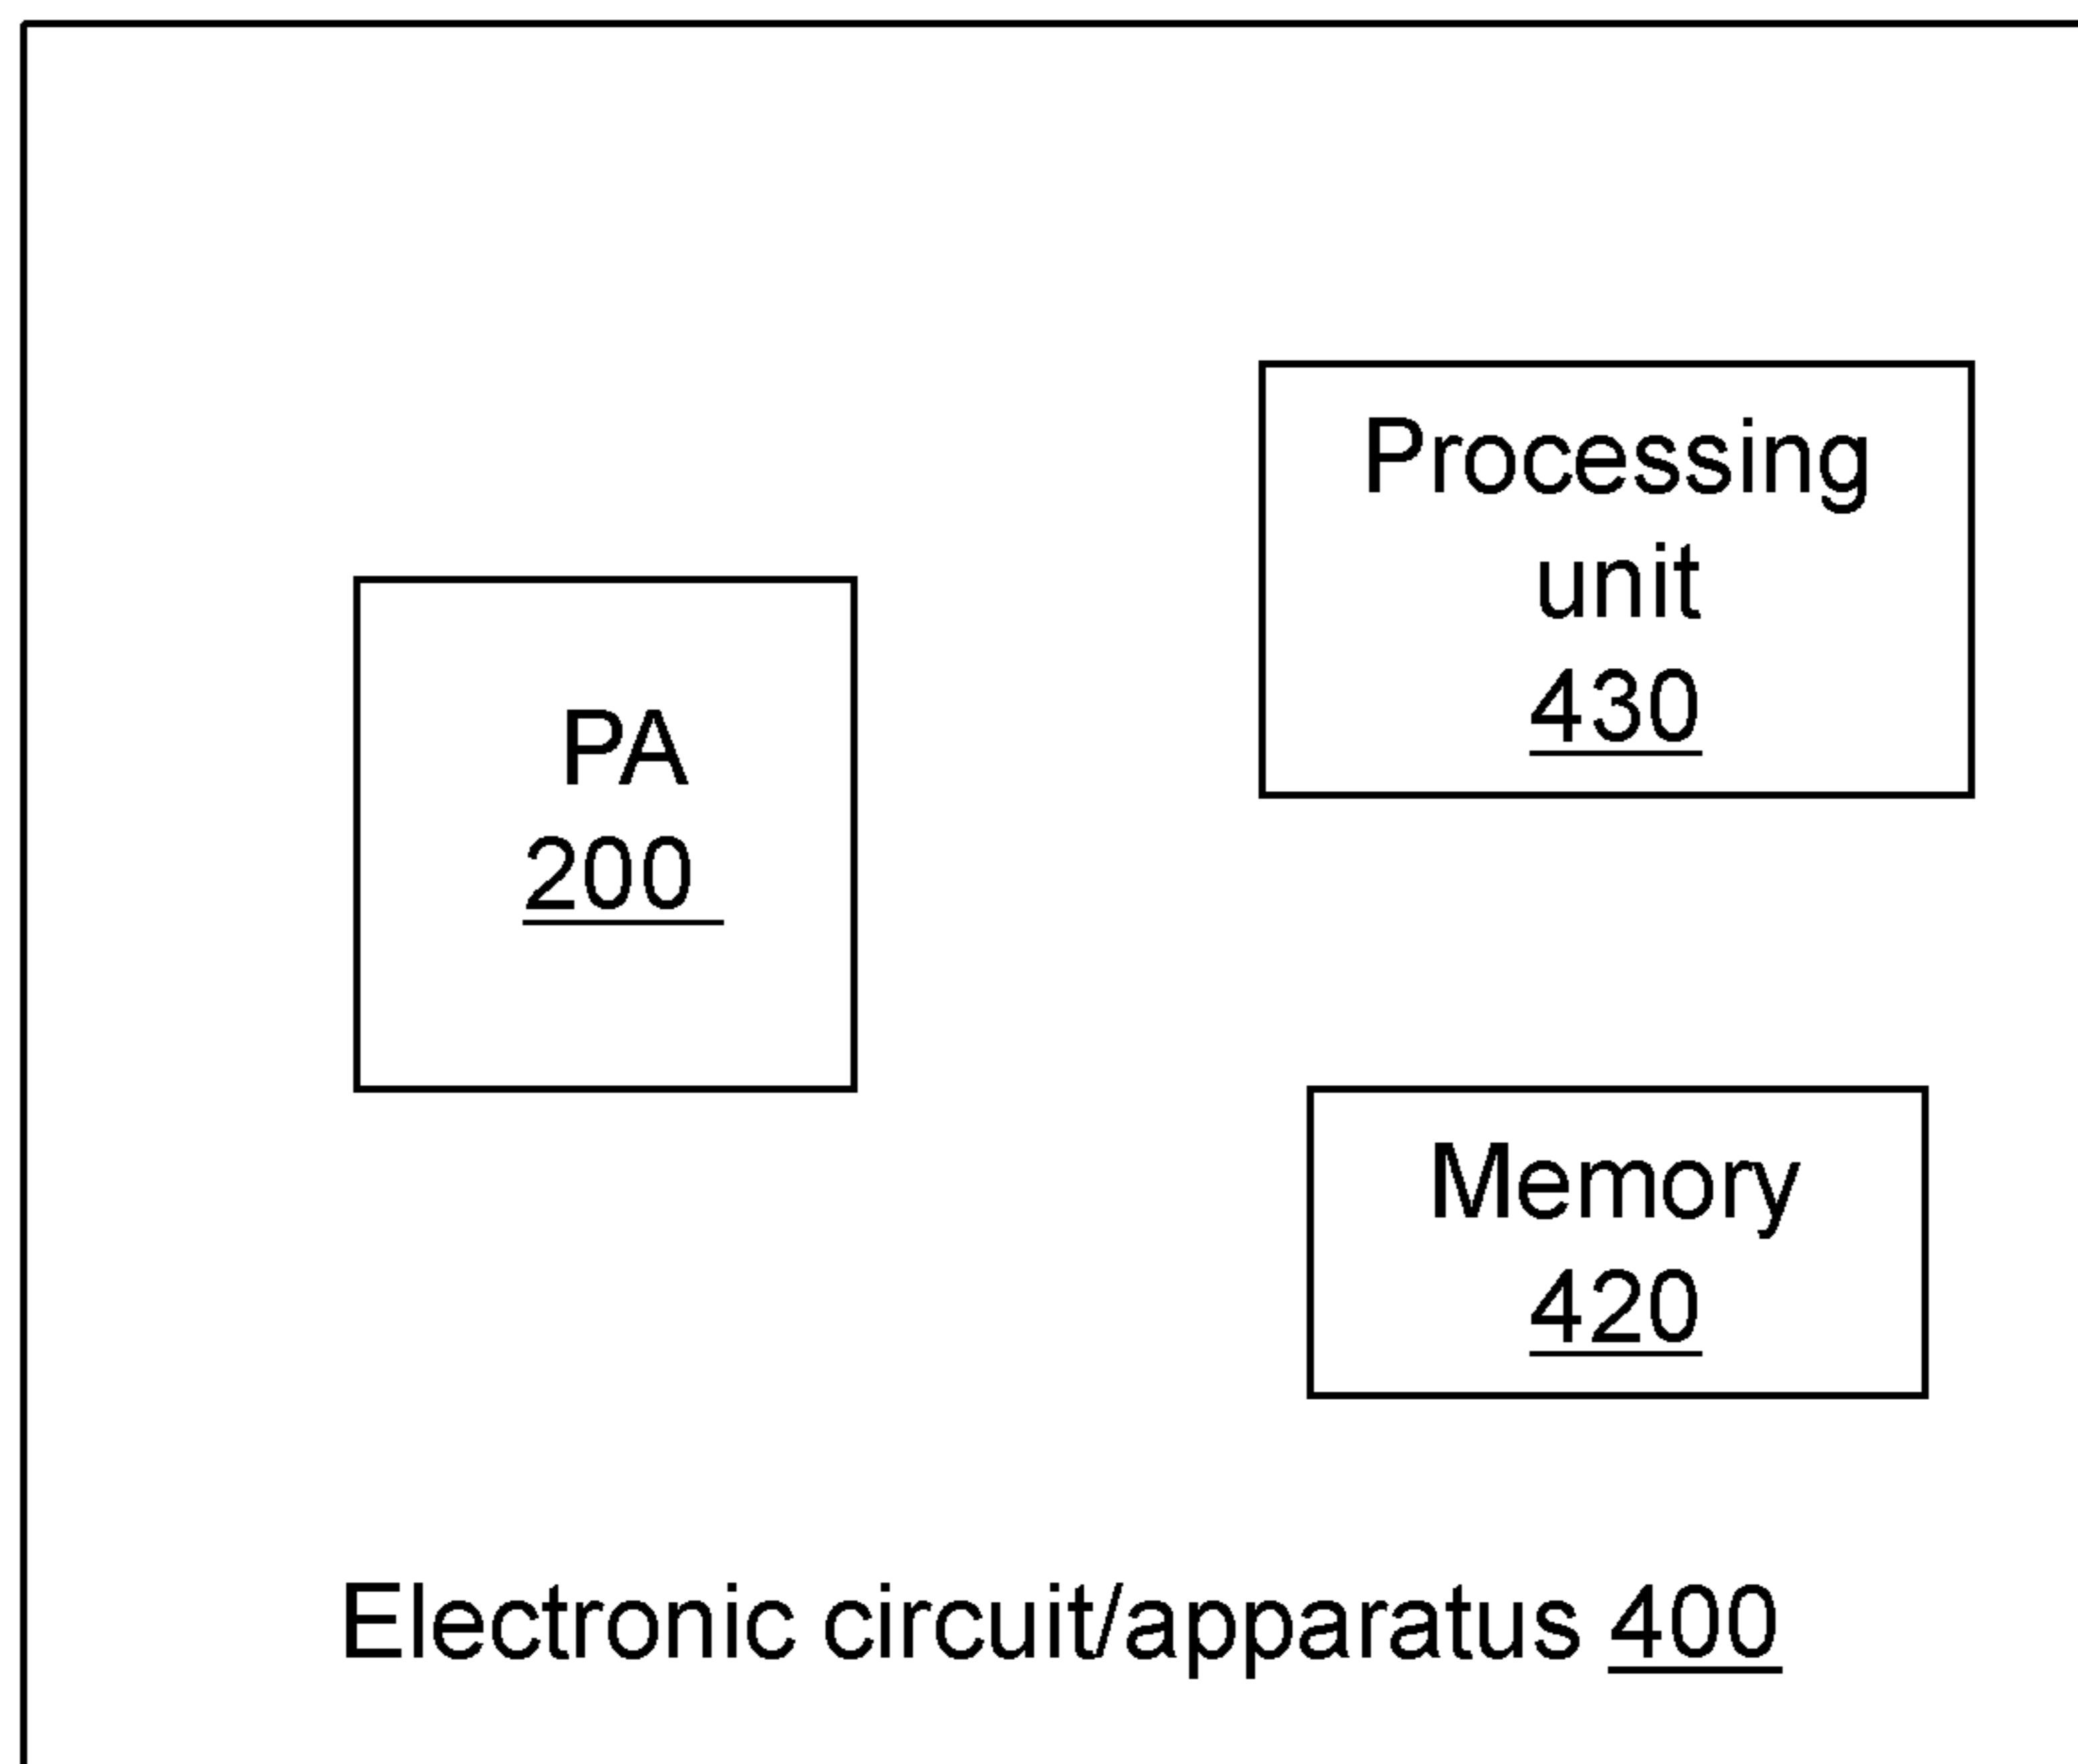 Processing
unit
430
PA
200
Memory
420
Electronic circuit/apparatus 400